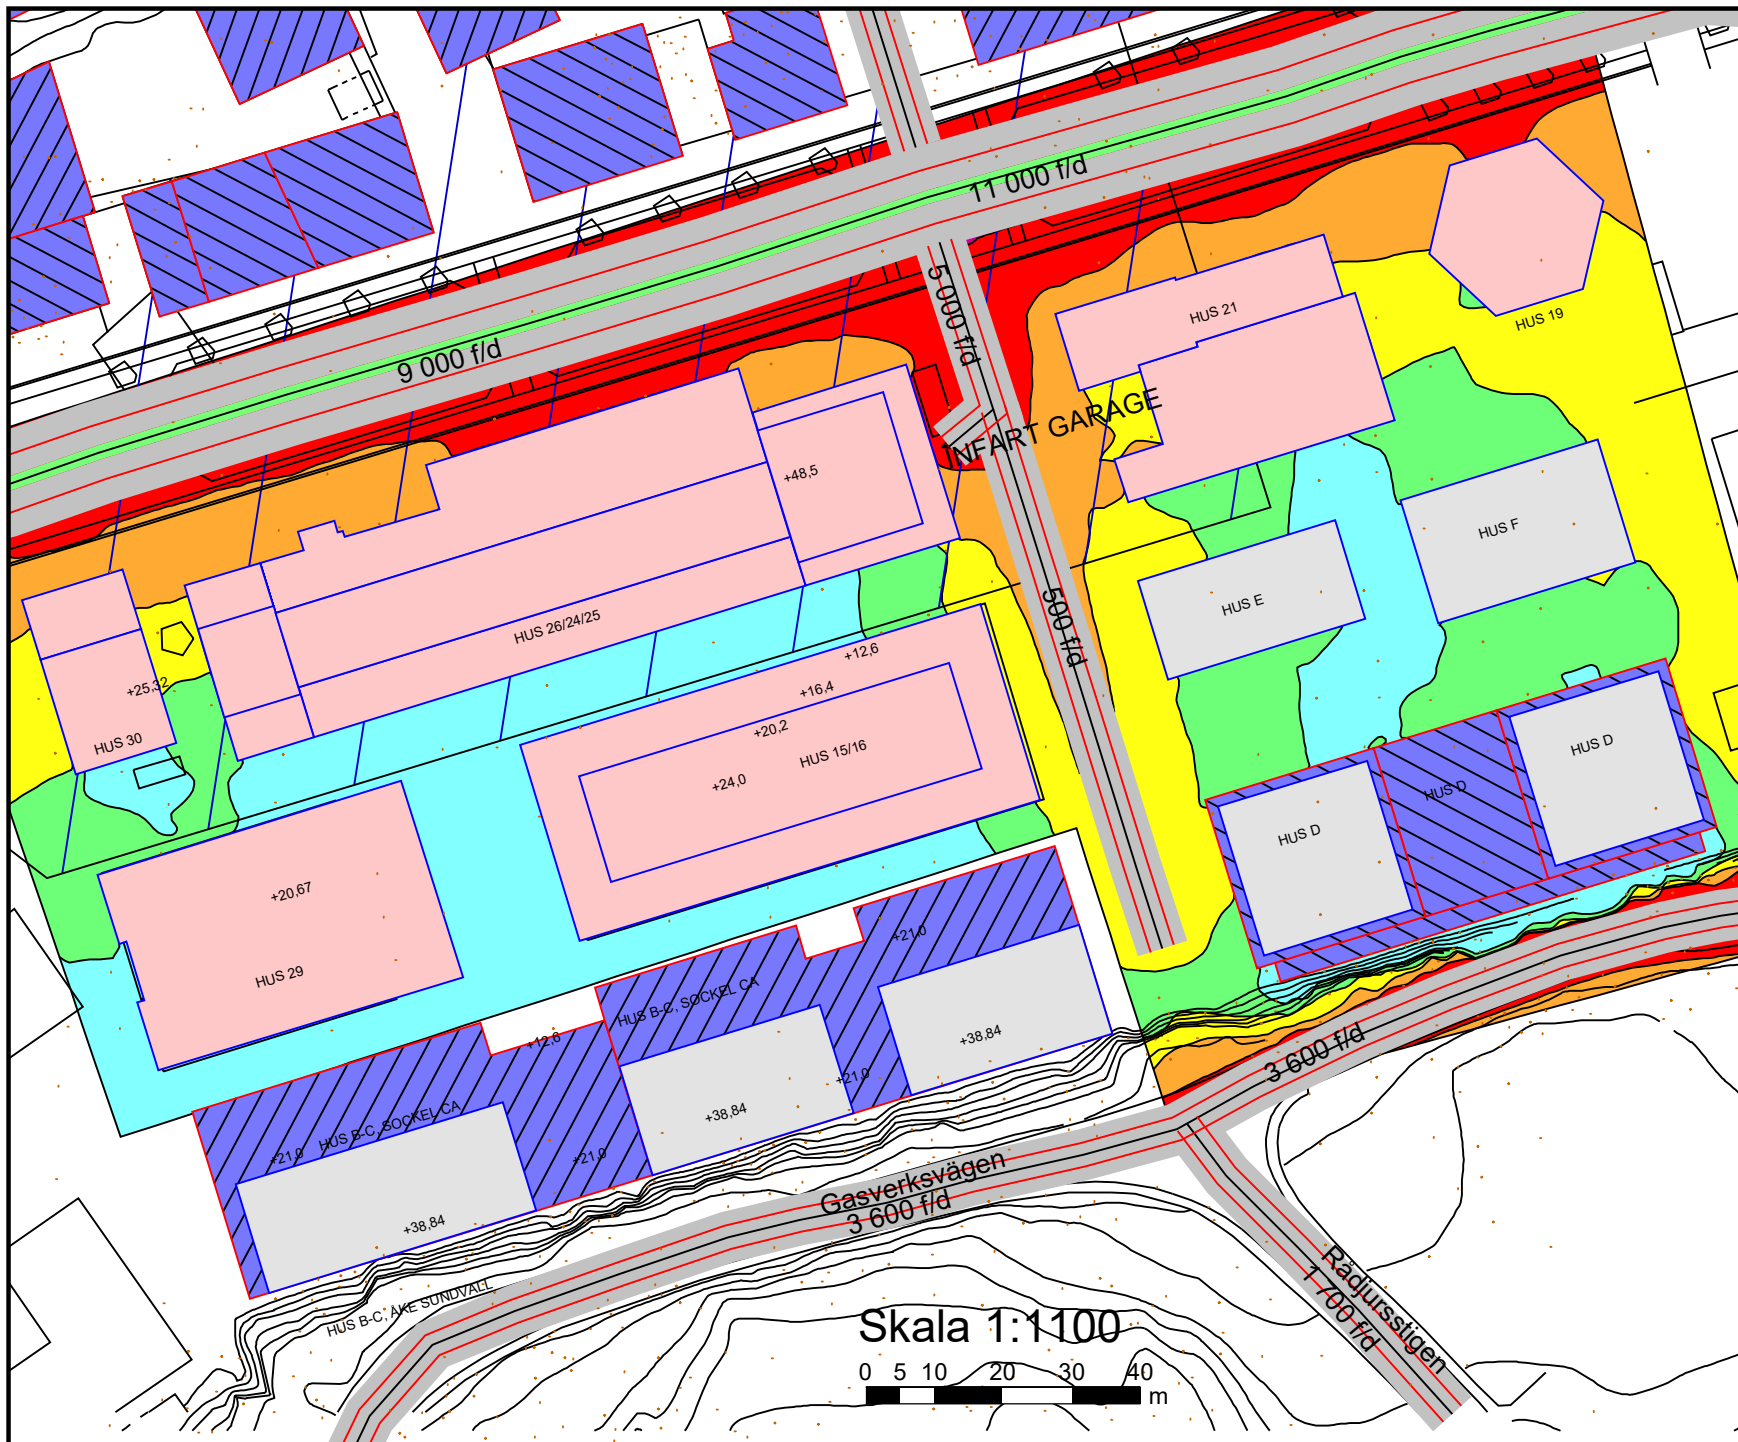 11 000 f/d
9 000 f/d
5 000 f/d
HUS 21
HUS 19
INFART GARAGE
+48,5
HUS F
HUS E
500 f/d
HUS 26/24/25
+12,6
+16,4
+20,2
HUS 15/16
+24,0
+25,32
HUS 30
HUS D
HUS D
HUS D
+20,67
HUS 29
+21,0
HUS B-C, SOCKEL CA
+12,6
+38,84
+21,0
+38,84
HUS B-C, SOCKEL CA
+21,0
+21,0
+38,84
3 600 f/d
Gasverksvägen
3 600 f/d
HUS B-C, ÅKE SUNDVALL
Rådjursstigen
1 700 f/d
Skala 1:1100
0 5 10 20 30 40
m